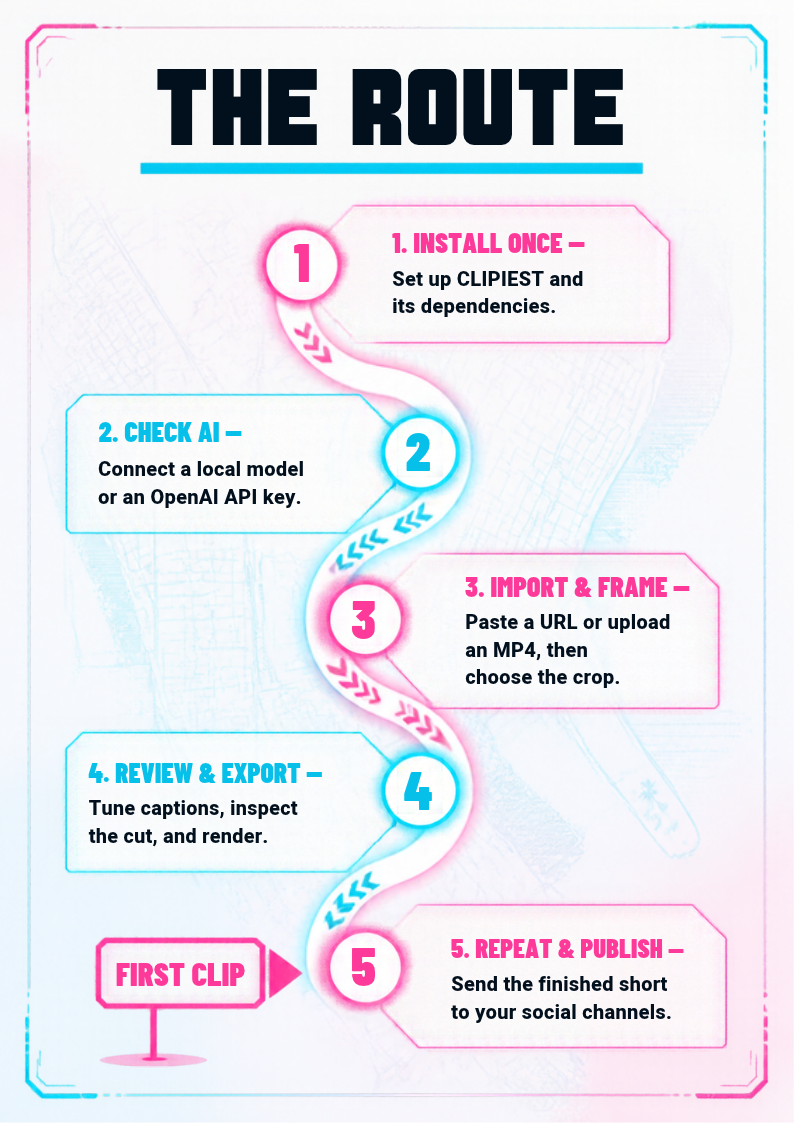 THE ROUTE
1
1. INSTALL ONCE –
Set up CLIPIEST and
its dependencies.
2. CHECK AI –
Connect a local model
or an OpenAI API key.
2
3
3. IMPORT & FRAME –
Paste a URL or upload
an MP4, then
choose the crop.
4. REVIEW & EXPORT –
Tune captions, inspect
the cut, and render.
4
FIRST CLIP
5
5. REPEAT & PUBLISH –
Send the finished short
to your social channels.